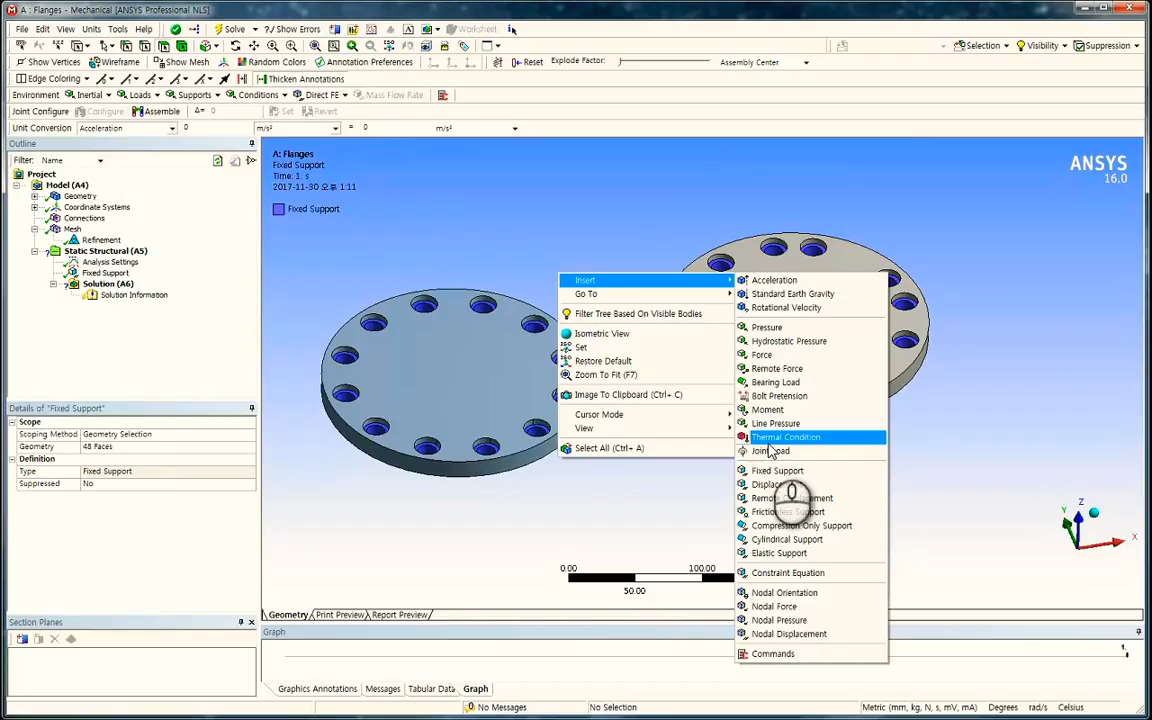 A : Flanges - Mechanical [ANSYS Multiphysics NLS]
File Edit View Units Tools Help Solve Show Errors Worksheet
Selection Visibility Suppression
Show Vertices Wireframe Show Mesh Random Colors Annotation Preferences Reset Explode Factor: Assembly Center
Edge Coloring Thicken Annotations
Environment Inertial Loads Supports Conditions Direct FE Mass Flow Rate
Joint Configure Configure Assemble Δ= 0 Set Revert
Unit Conversion Acceleration 0 m/s² = 0 m/s²
Outline
Filter: Name
Project
Model (A4)
Geometry
Coordinate Systems
Connections
Mesh
Refinement
Static Structural (A5)
Analysis Settings
Fixed Support
Solution (A6)
Solution Information
Details of "Fixed Support"
Scope
Scoping Method Geometry Selection
Geometry 48 Faces
Definition
Type Fixed Support
Suppressed No
Section Planes
A: Flanges
Fixed Support
Time: 1. s
2017-11-30 오후 1:11
Fixed Support
ANSYS
16.0
Insert
Go To
Filter Tree Based On Visible Bodies
Isometric View
Set
Restore Default
Zoom To Fit (F7)
Image To Clipboard (Ctrl+ C)
Cursor Mode
View
Select All (Ctrl+ A)
Acceleration
Standard Earth Gravity
Rotational Velocity
Pressure
Hydrostatic Pressure
Force
Remote Force
Bearing Load
Bolt Pretension
Moment
Line Pressure
Thermal Condition
Joint Load
Fixed Support
Remote
Support
Compression Only Support
Cylindrical Support
Elastic Support
Constraint Equation
Nodal Orientation
Nodal Force
Nodal Pressure
Nodal Displacement
Commands
0.00 100.00
50.00
Z
Y
X
Geometry Print Preview Report Preview
Graph
1.
Graphics Annotations Messages Tabular Data Graph
No Messages No Selection Metric (mm, kg, N, s, mV, mA) Degrees rad/s Celsius